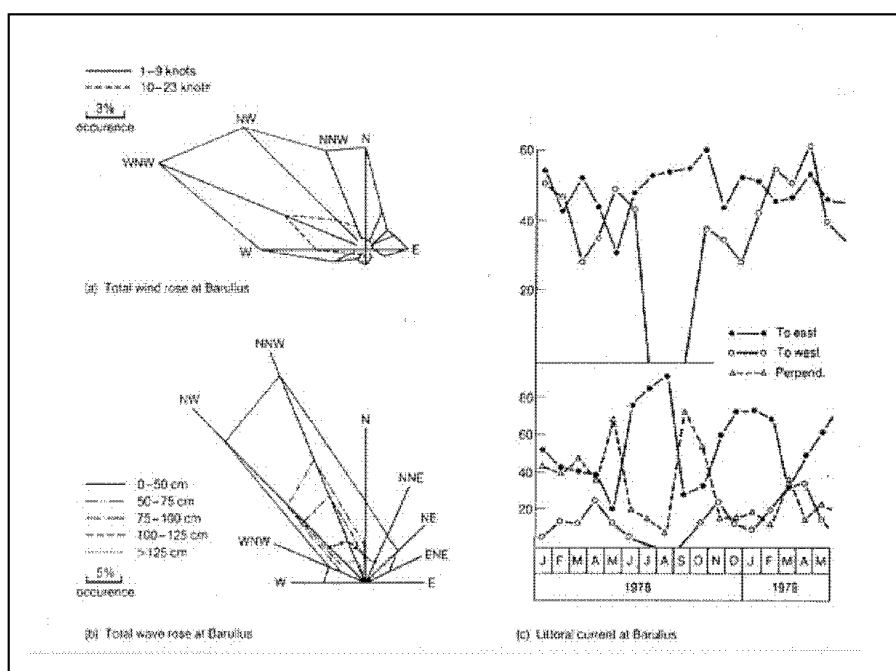 1–9 knots
10–23 knots
3%
occurence
N
NNW
NW
WNW
W
E
(a) Total wind rose at Barullus
NNW
NW
N
NNE
NE
ENE
E
WNW
W
0–50 cm
50–75 cm
75–100 cm
100–125 cm
>125 cm
5%
occurence
(b) Total wave rose at Barullus
60
40
20
To east
To west
Perpend.
80
60
40
20
J F M A M J J A S O N D J F M A M
1978 1979
(c) Littoral current at Barullus